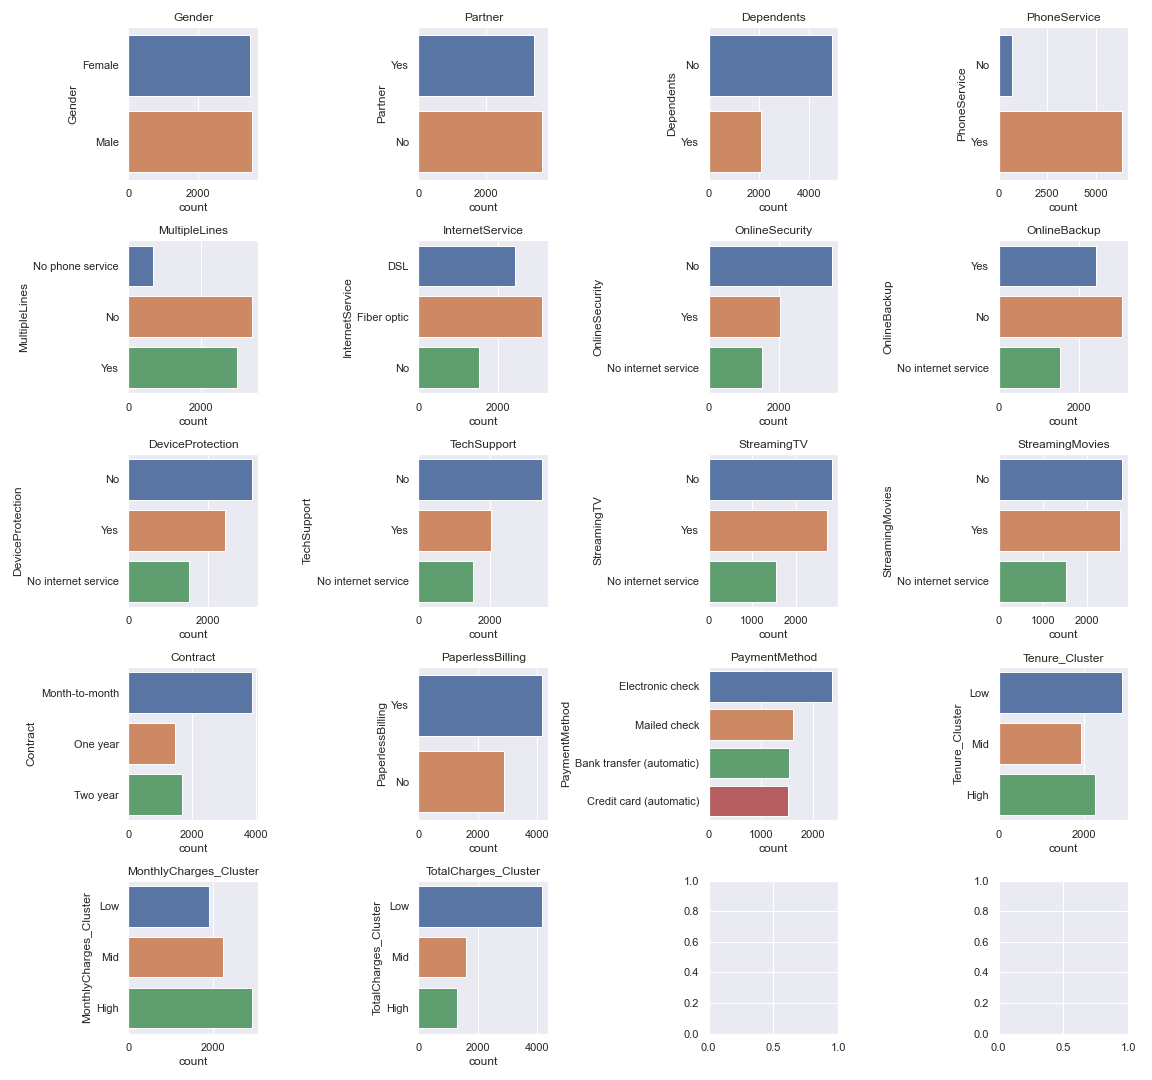 Gender
Gender
Female
Male
0 2000
count
Partner
Partner
Yes
No
0 2000
count
Dependents
Dependents
No
Yes
0 2000 4000
count
PhoneService
PhoneService
No
Yes
0 2500 5000
count
MultipleLines
MultipleLines
No phone service
No
Yes
0 2000
count
InternetService
InternetService
DSL
Fiber optic
No
0 2000
count
OnlineSecurity
OnlineSecurity
No
Yes
No internet service
0 2000
count
OnlineBackup
OnlineBackup
Yes
No
No internet service
0 2000
count
DeviceProtection
DeviceProtection
No
Yes
No internet service
0 2000
count
TechSupport
TechSupport
No
Yes
No internet service
0 2000
count
StreamingTV
StreamingTV
No
Yes
No internet service
0 1000 2000
count
StreamingMovies
StreamingMovies
No
Yes
No internet service
0 1000 2000
count
Contract
Contract
Month-to-month
One year
Two year
0 2000 4000
count
PaperlessBilling
PaperlessBilling
Yes
No
0 2000 4000
count
PaymentMethod
PaymentMethod
Electronic check
Mailed check
Bank transfer (automatic)
Credit card (automatic)
0 1000 2000
count
Tenure_Cluster
Tenure_Cluster
Low
Mid
High
0 2000
count
MonthlyCharges_Cluster
MonthlyCharges_Cluster
Low
Mid
High
0 2000
count
TotalCharges_Cluster
TotalCharges_Cluster
Low
Mid
High
0 2000 4000
count
1.0
0.8
0.6
0.4
0.2
0.0
0.0 0.5 1.0
1.0
0.8
0.6
0.4
0.2
0.0
0.0 0.5 1.0